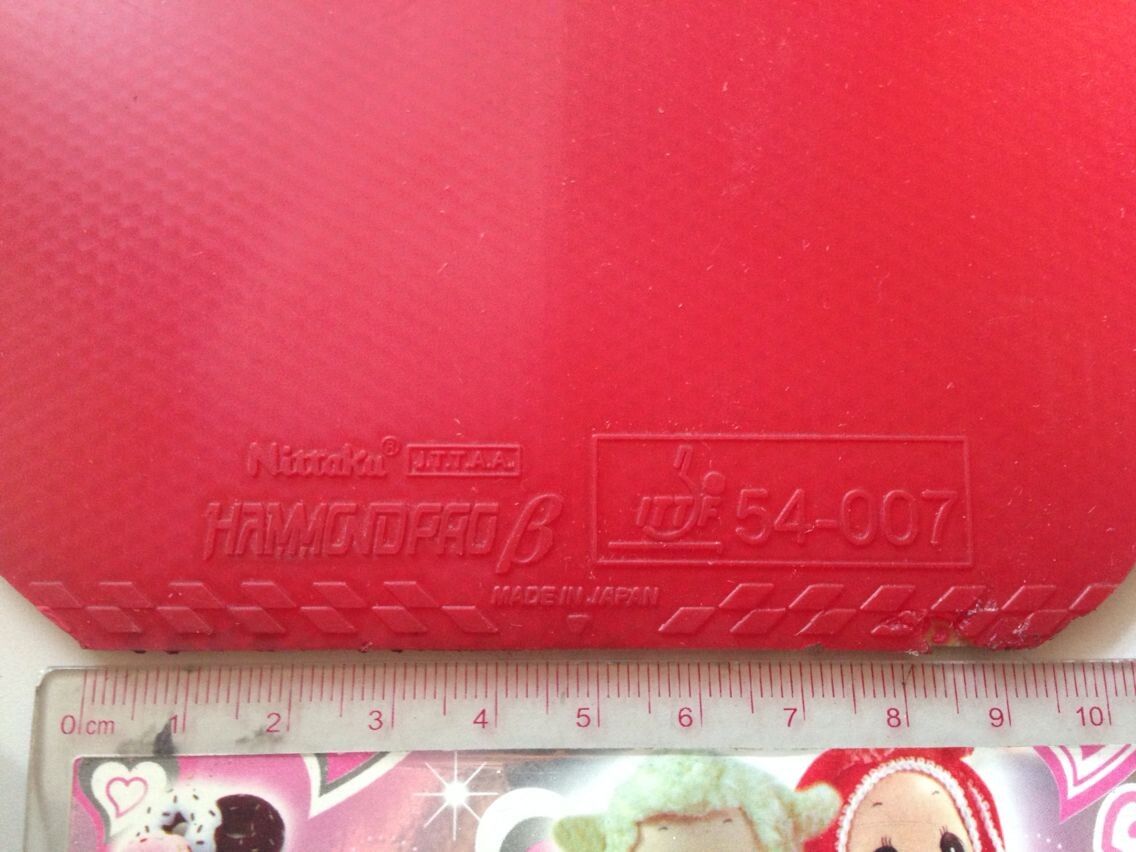 Nittaku® J.T.T.A.A.
HAMMONDPRO β
ITTF 54-007
MADE IN JAPAN
0 cm 1 2 3 4 5 6 7 8 9 10